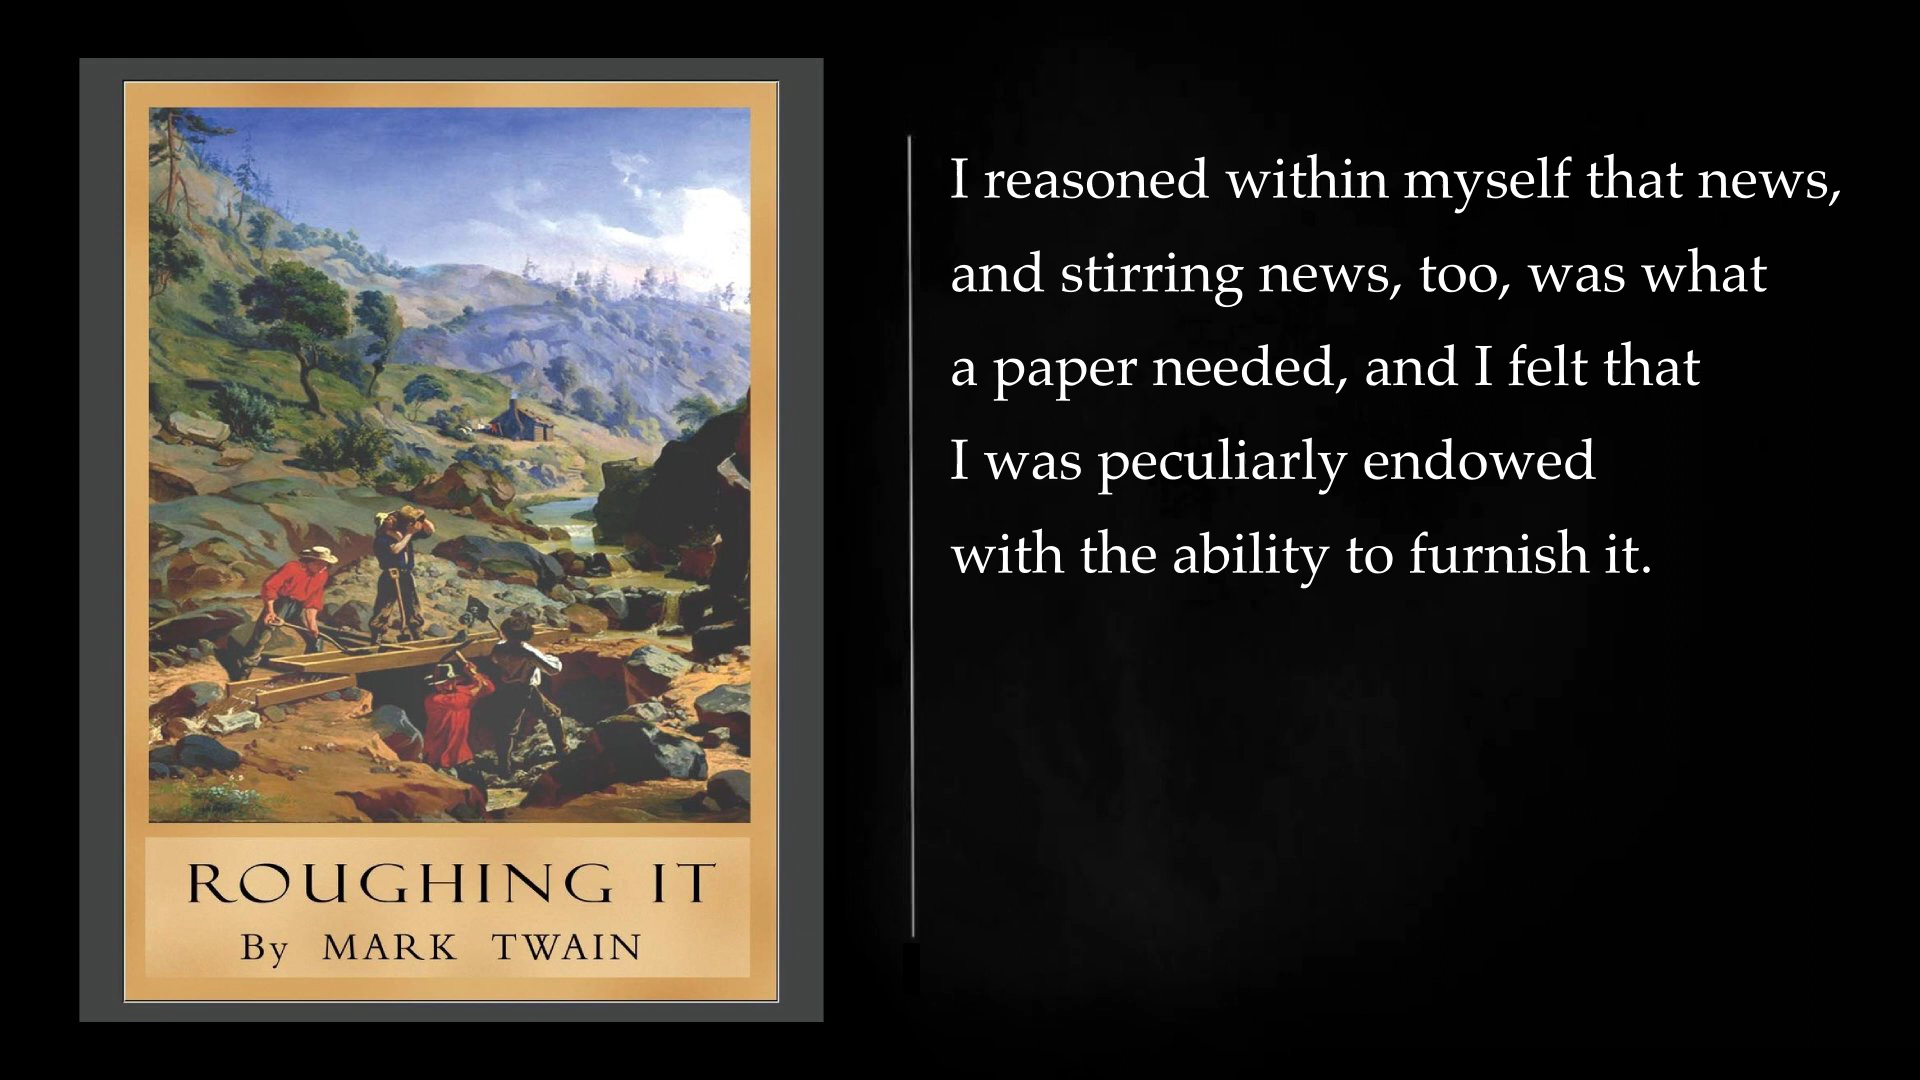 ROUGHING IT
By MARK TWAIN
I reasoned within myself that news,
and stirring news, too, was what
a paper needed, and I felt that
I was peculiarly endowed
with the ability to furnish it.